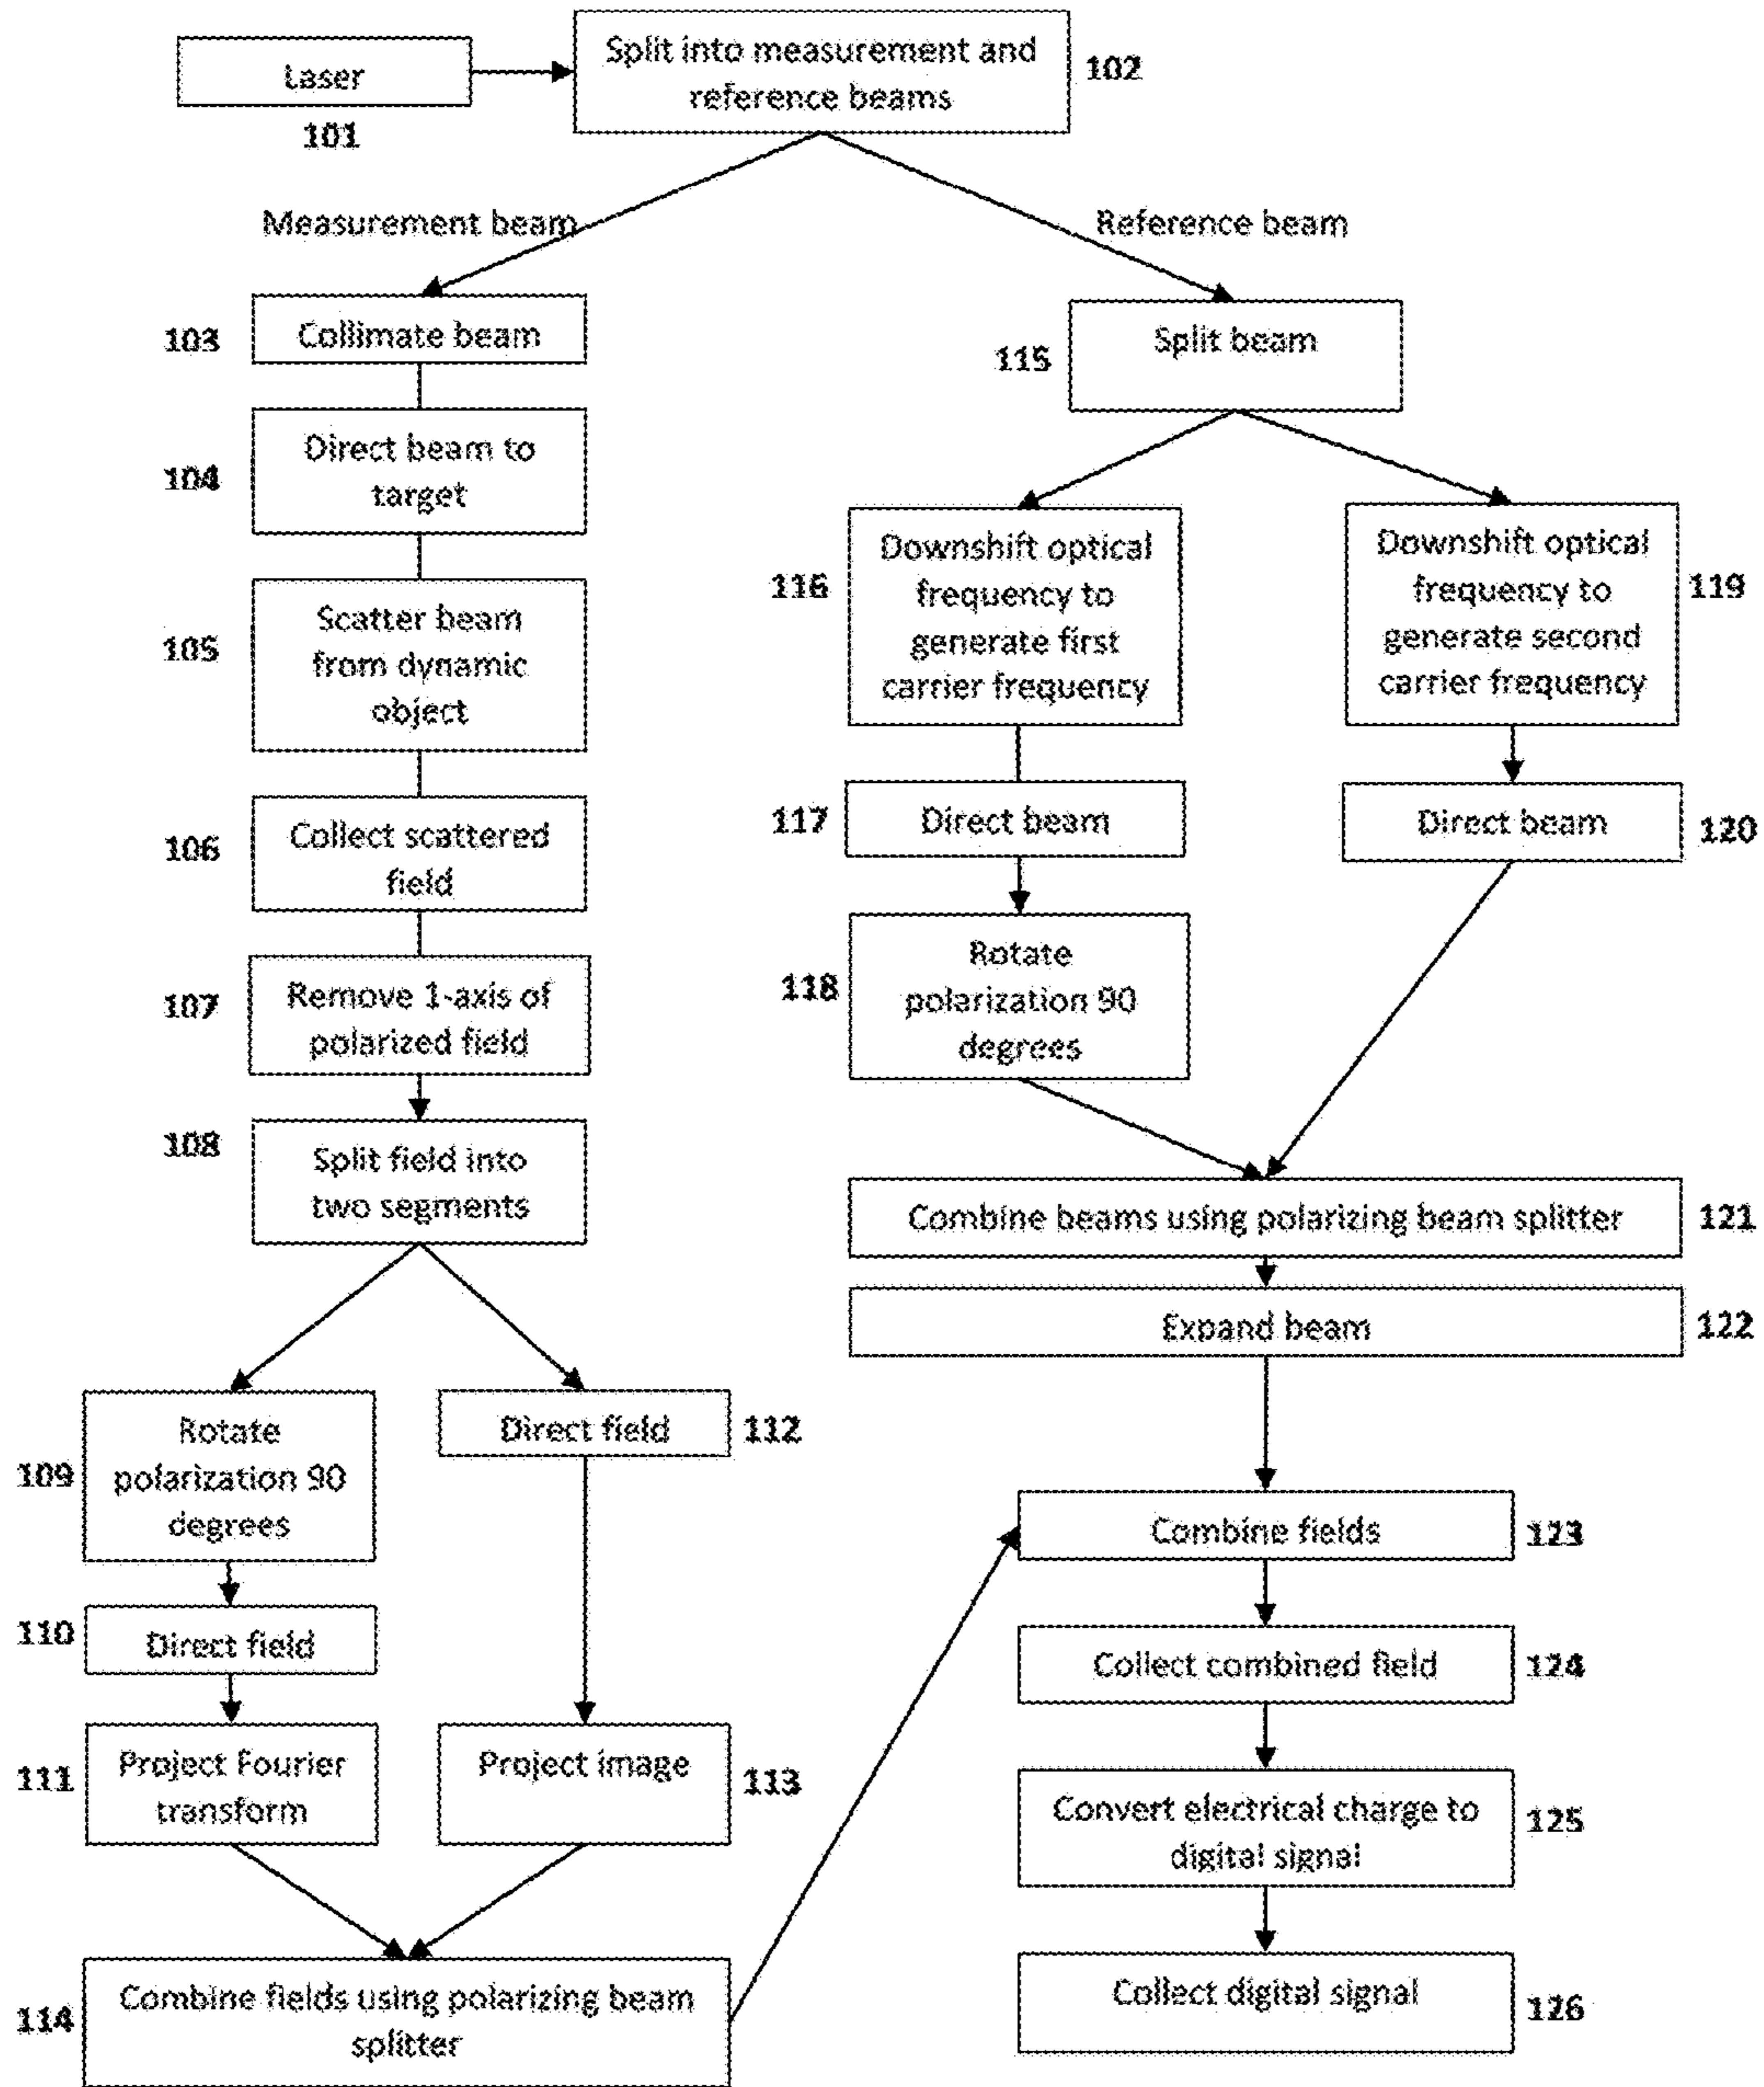 Laser
101
Split into measurement and
reference beams
102
Measurement beam
Reference beam
103
Collimate beam
104
Direct beam to
target
105
Scatter beam
from dynamic
object
106
Collect scattered
field
107
Remove 1-axis of
polarized field
108
Split field into
two segments
109
Rotate
polarization 90
degrees
110
Direct field
111
Project Fourier
transform
Direct field
112
Project image
113
114
Combine fields using polarizing beam
splitter
115
Split beam
116
Downshift optical
frequency to
generate first
carrier frequency
117
Direct beam
118
Rotate
polarization 90
degrees
Downshift optical
frequency to
generate second
carrier frequency
119
Direct beam
120
Combine beams using polarizing beam splitter
121
Expand beam
122
Combine fields
123
Collect combined field
124
Convert electrical charge to
digital signal
125
Collect digital signal
126